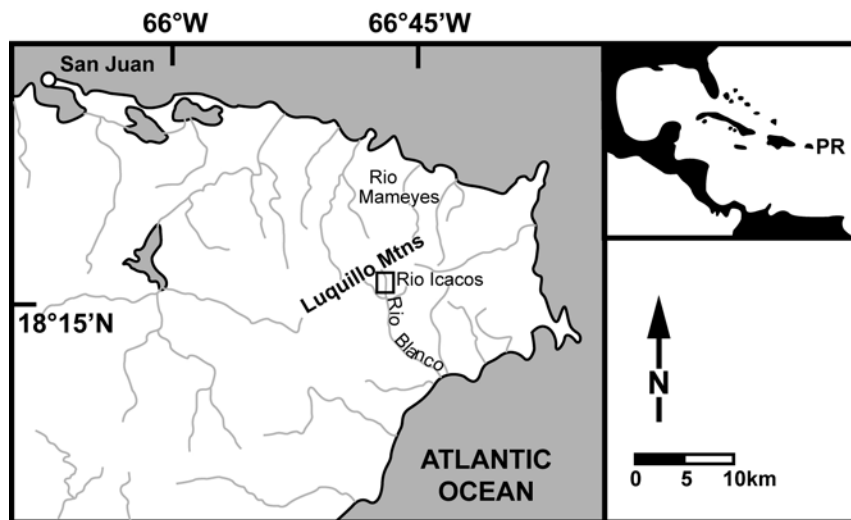 66°W
66°45'W
San Juan
Rio
Mameyes
Luquillo Mtns
Rio Icacos
Rio Blanco
18°15'N
ATLANTIC
OCEAN
PR
N
0 5 10km